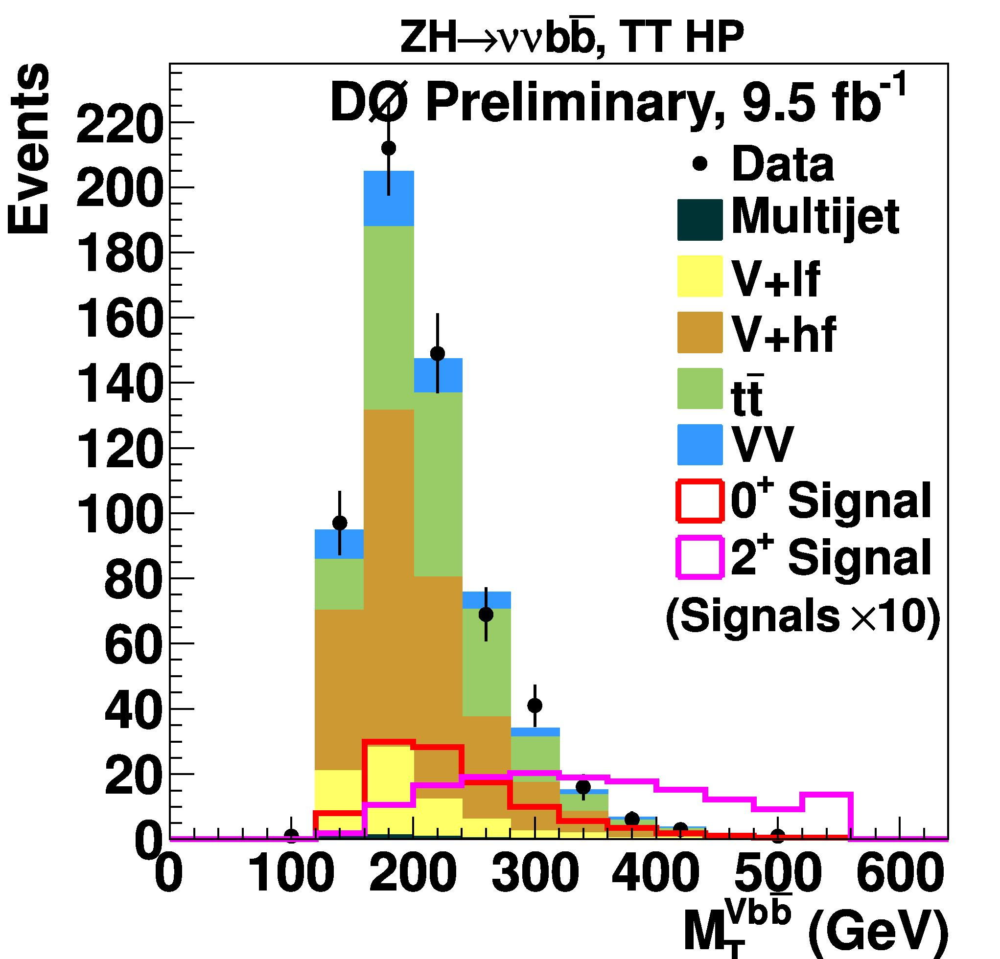 ZH→ννbb̅, TT HP
DØ Preliminary, 9.5 fb⁻¹
Events
220
200
180
160
140
120
100
80
60
40
20
0
Data
Multijet
V+lf
V+hf
tt̅
VV
0⁺ Signal
2⁺ Signal
(Signals ×10)
0 100 200 300 400 500 600
M_T^{Vbb̅} (GeV)